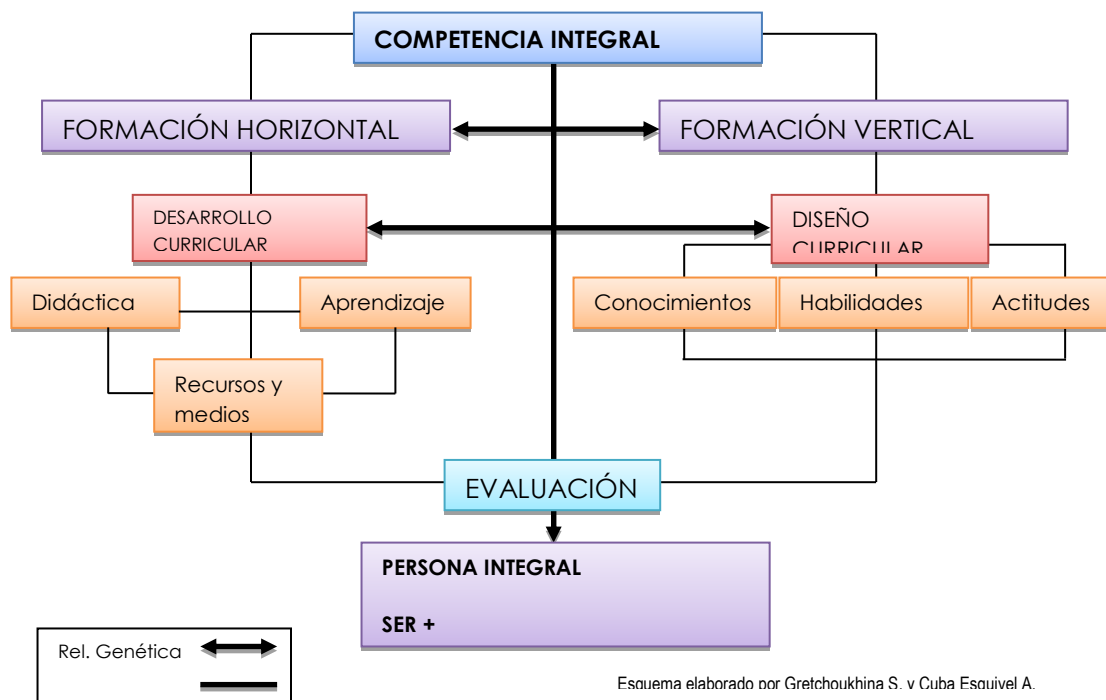 COMPETENCIA INTEGRAL
FORMACIÓN HORIZONTAL
FORMACIÓN VERTICAL
DESARROLLO
CURRICULAR
DISEÑO
CURRICULAR
Didáctica
Aprendizaje
Conocimientos
Habilidades
Actitudes
Recursos y
medios
EVALUACIÓN
PERSONA INTEGRAL
SER +
Rel. Genética
Esquema elaborado por Gretchoukhina S. y Cuba Esquivel A.